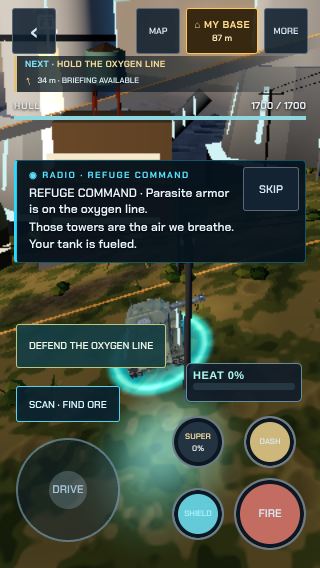 ‹
MAP
⌂ MY BASE
87 m
MORE
NEXT · HOLD THE OXYGEN LINE
34 m · BRIEFING AVAILABLE
HULL
1700 / 1700
◉ RADIO · REFUGE COMMAND
SKIP
REFUGE COMMAND · Parasite armor
is on the oxygen line.
Those towers are the air we breathe.
Your tank is fueled.
DEFEND THE OXYGEN LINE
HEAT 0%
SCAN · FIND ORE
SUPER
0%
DASH
DRIVE
SHIELD
FIRE